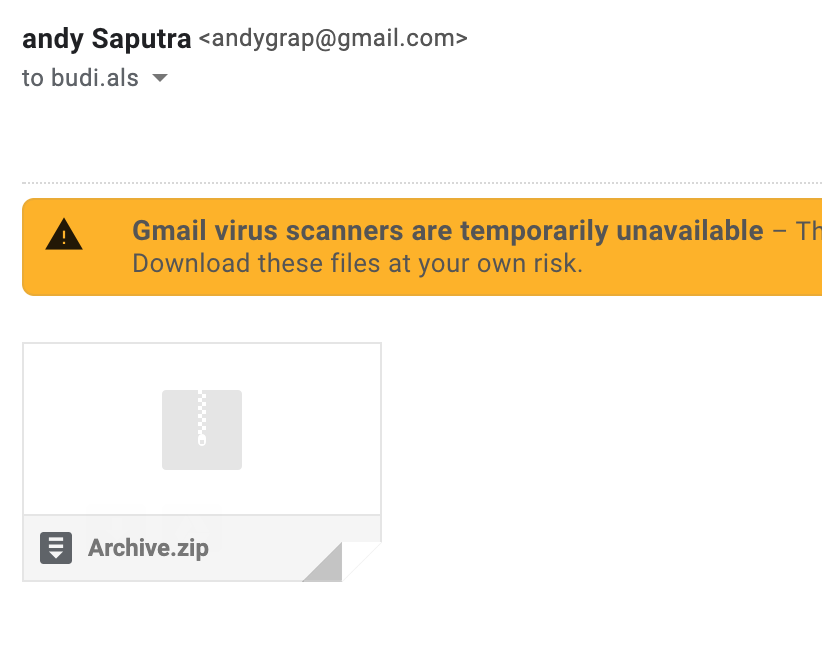 andy Saputra <andygrap@gmail.com>
to budi.als
Gmail virus scanners are temporarily unavailable – Th
Download these files at your own risk.
Archive.zip